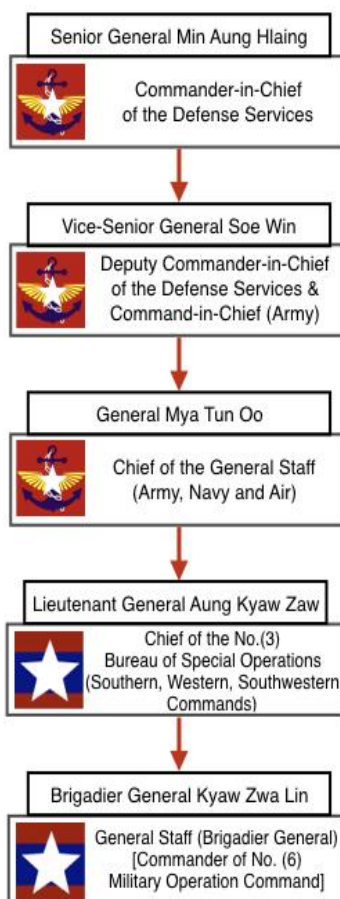 Senior General Min Aung Hlaing
Commander-in-Chief
of the Defense Services
Vice-Senior General Soe Win
Deputy Commander-in-Chief
of the Defense Services &
Command-in-Chief (Army)
General Mya Tun Oo
Chief of the General Staff
(Army, Navy and Air)
Lieutenant General Aung Kyaw Zaw
Chief of the No.(3)
Bureau of Special Operations
(Southern, Western, Southwestern
Commands)
Brigadier General Kyaw Zwa Lin
General Staff (Brigadier General)
[Commander of No. (6)
Military Operation Command]